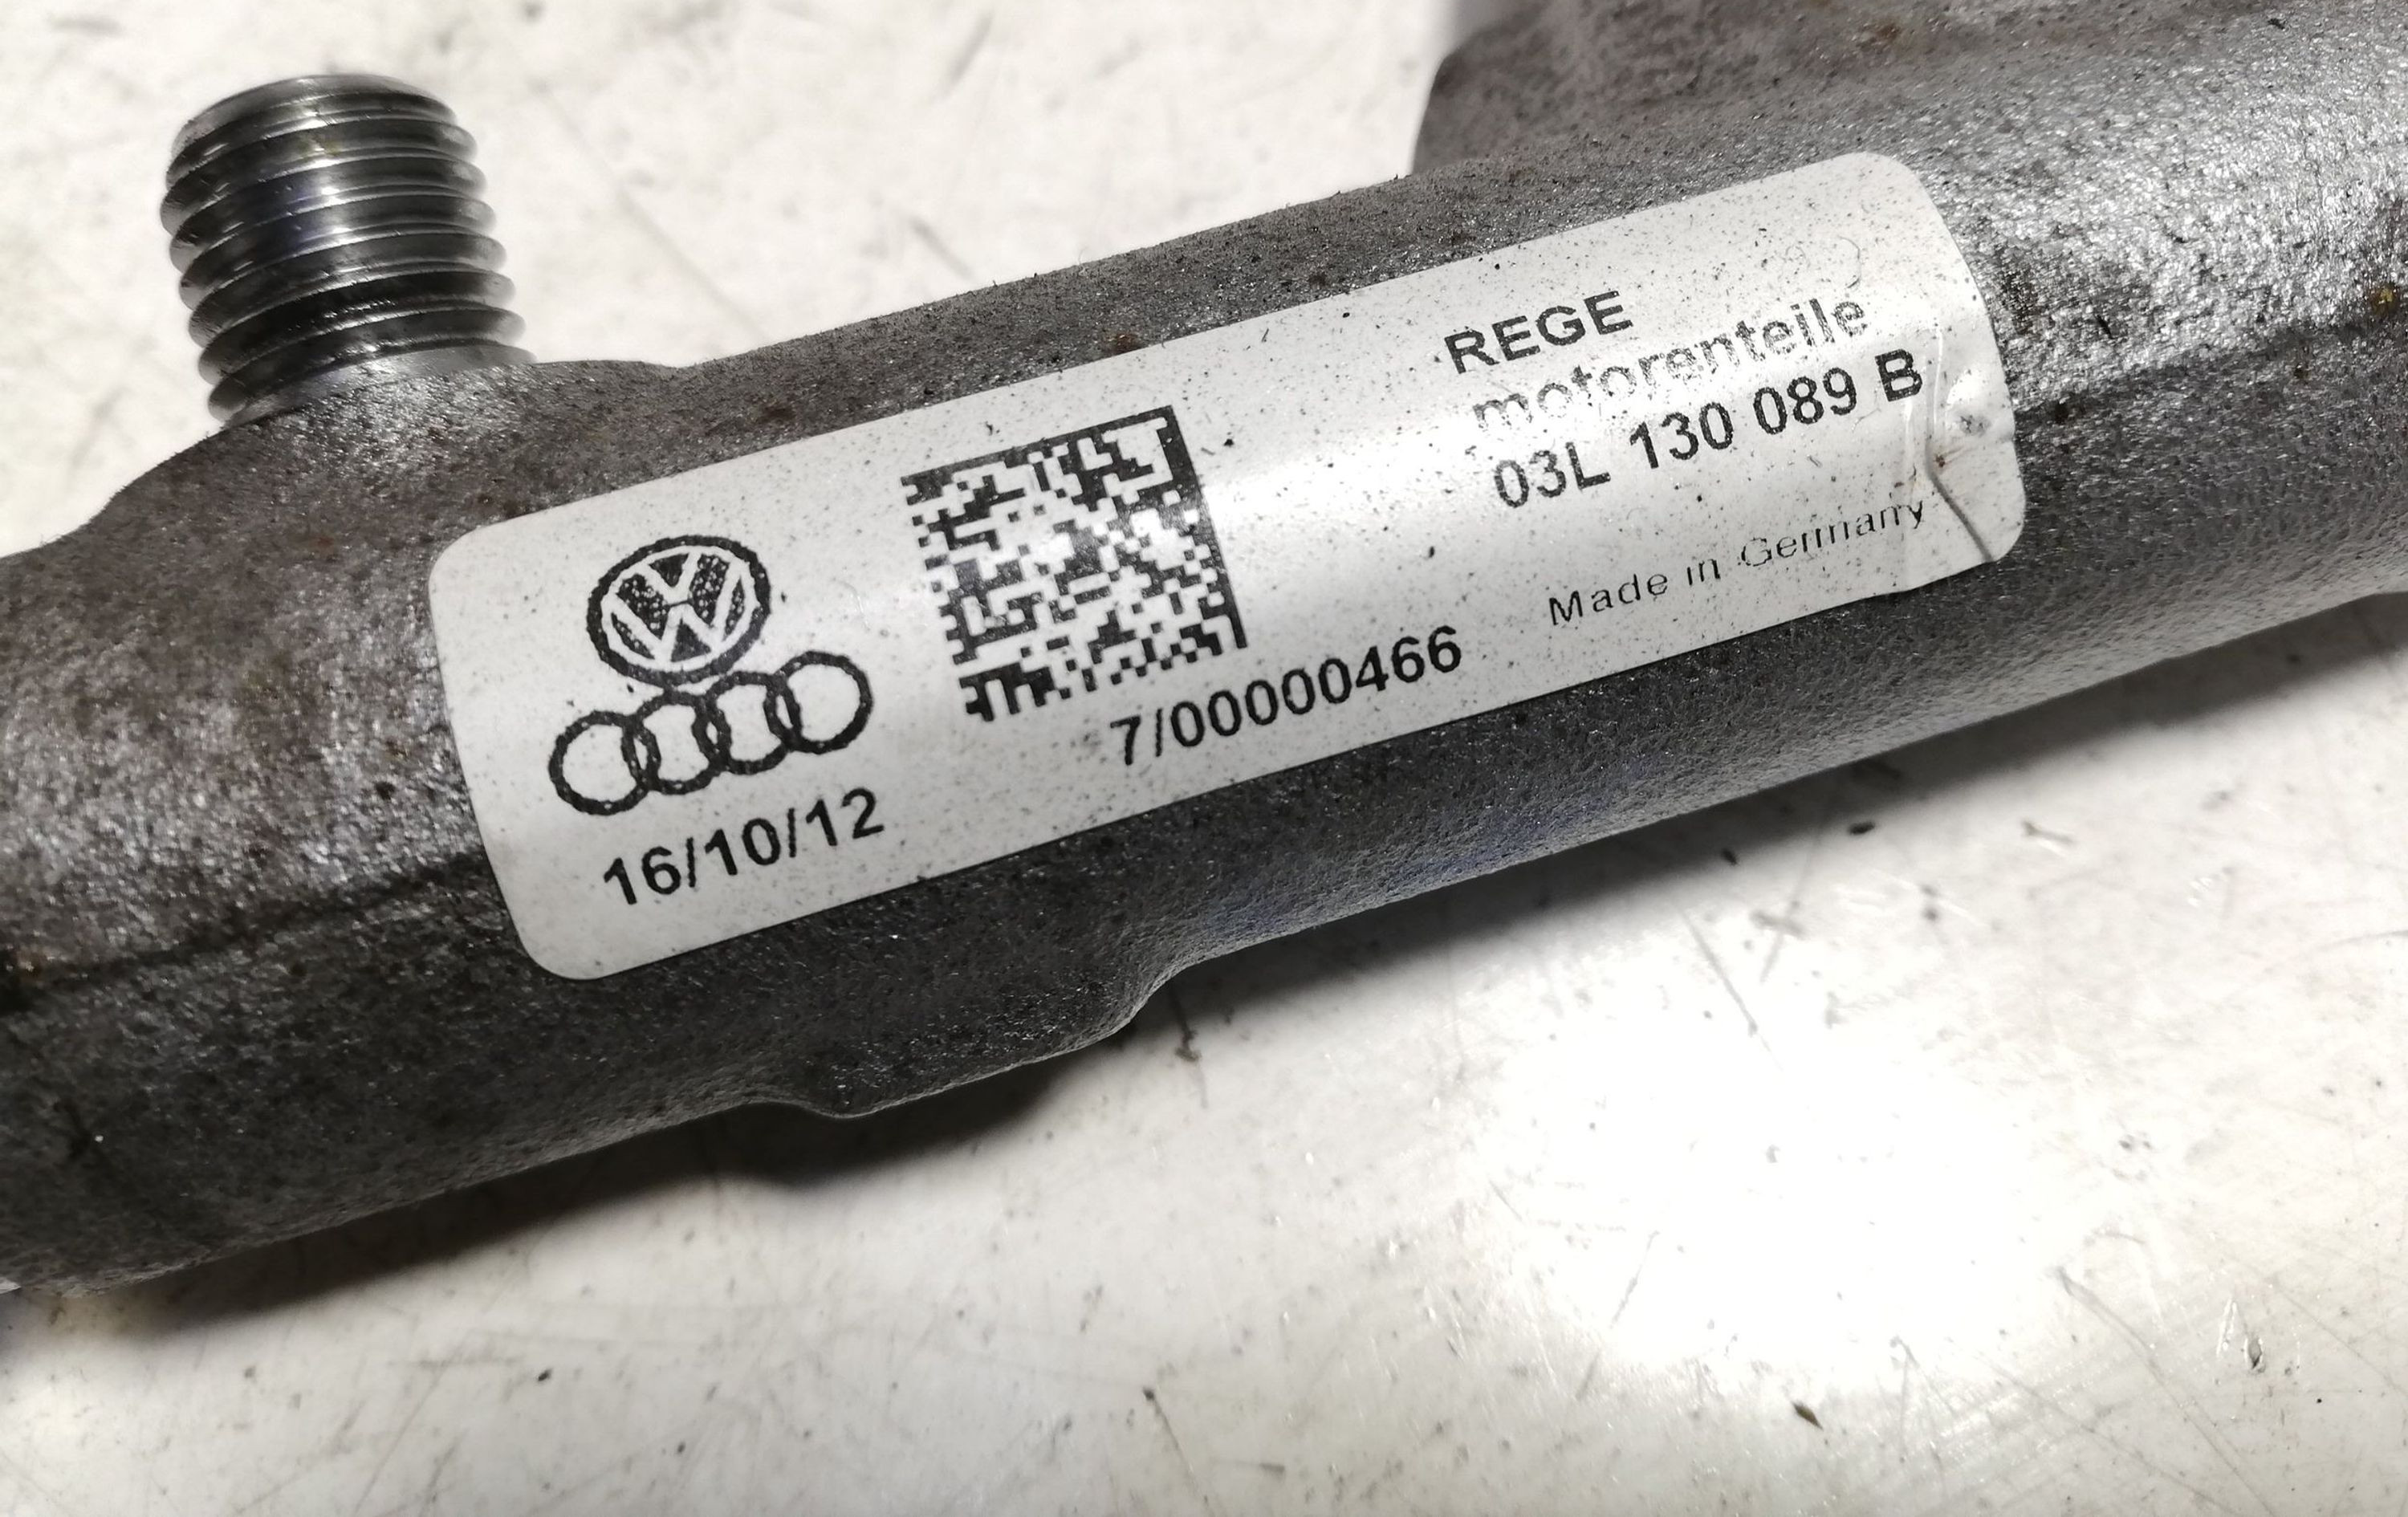 REGE
motorenteile
03L 130 089 B
Made in Germany
7/00000466
16/10/12